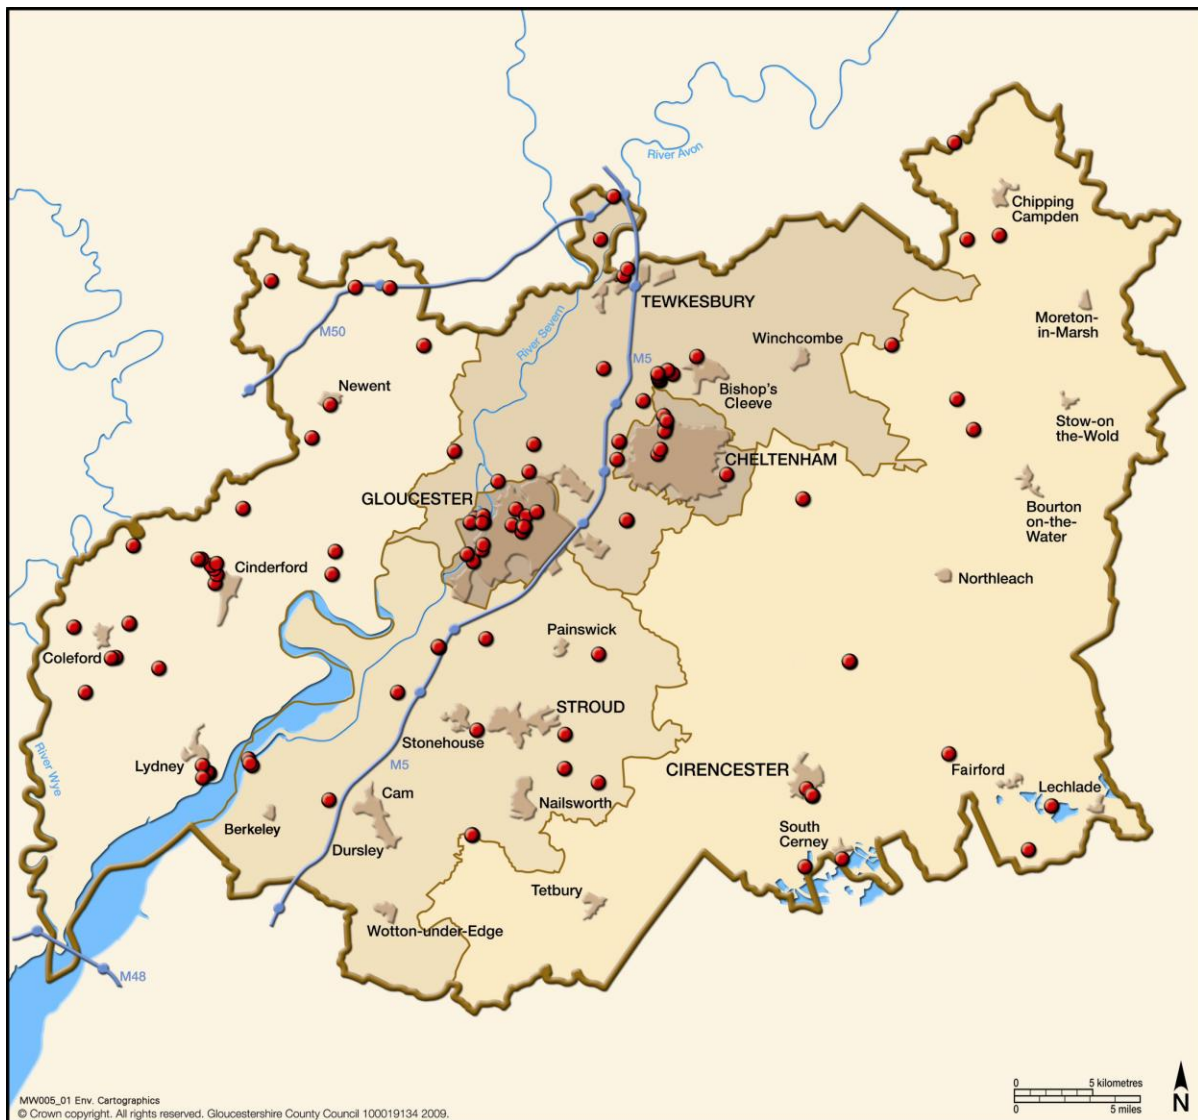 River Avon
Chipping
Campden
TEWKESBURY
Moreton-
in-Marsh
River Severn
M50
Winchcombe
M5
Newent
Bishop's
Cleeve
Stow-on
the-Wold
CHELTENHAM
GLOUCESTER
Bourton
on-the-
Water
Cinderford
Northleach
Painswick
Coleford
STROUD
Stonehouse
River Wye
Lydney
M5
CIRENCESTER
Fairford
Lechlade
Cam
Nailsworth
Berkeley
South
Cerney
Dursley
Tetbury
Wotton-under-Edge
M48
0 5 kilometres
0 5 miles
N
MW005_01 Env. Cartographics
© Crown copyright. All rights reserved. Gloucestershire County Council 100019134 2009.